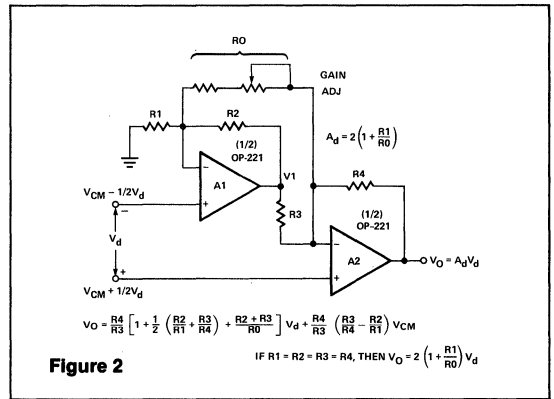 RO
GAIN
ADJ
R1
R2
A_d = 2 (1 + R1/R0)
(1/2)
OP-221
V1
R4
−
A1
+
V_CM − 1/2V_d
−
R3
(1/2)
OP-221
V_d
−
A2
+
V_O = A_dV_d
+
V_CM + 1/2V_d
V_O = R4/R3 [1 + 1/2 (R2/R1 + R3/R4) + R2 + R3/R0] V_d + R4/R3 (R3/R4 − R2/R1) V_CM
Figure 2
IF R1 = R2 = R3 = R4, THEN V_O = 2 (1 + R1/R0) V_d